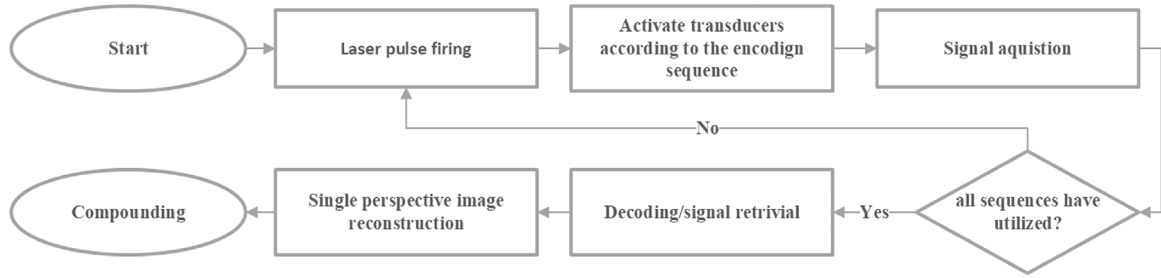 Start
Laser pulse firing
Activate transducers
according to the encodign
sequence
Signal aquistion
No
all sequences have
utilized?
Yes
Decoding/signal retrivial
Single perspective image
reconstruction
Compounding